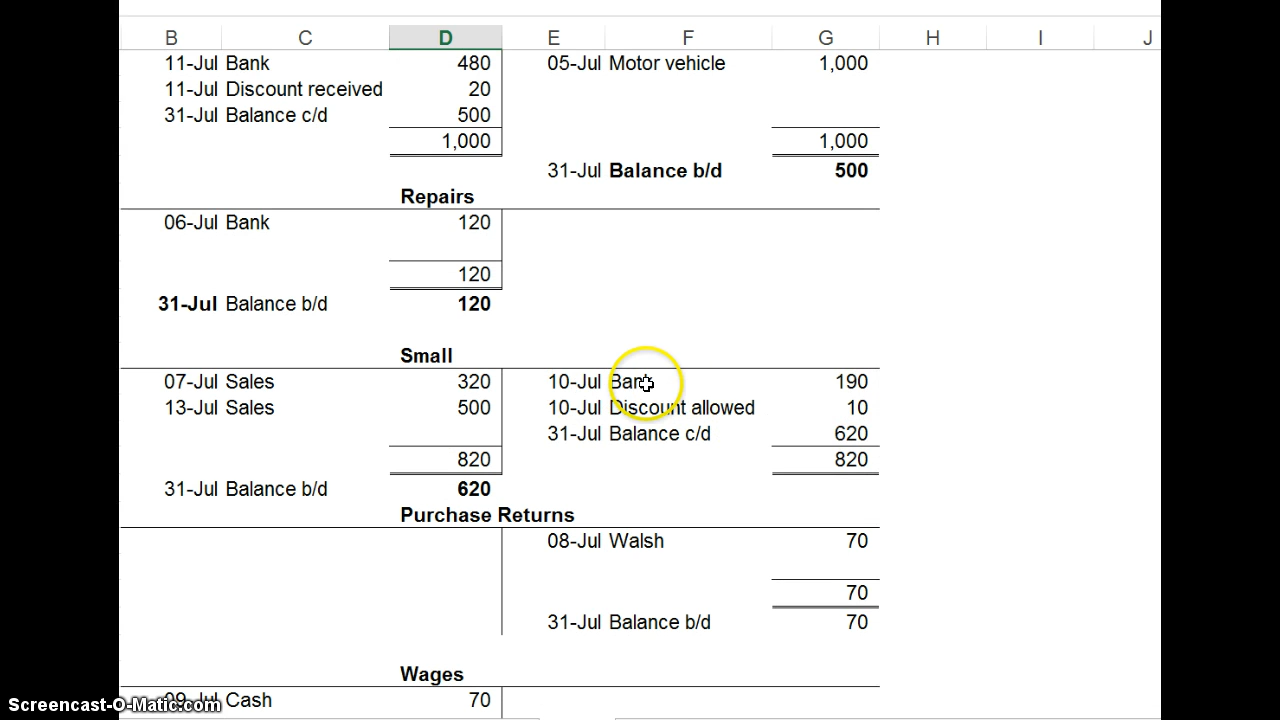 B C D E F G H I J
11-Jul Bank 480 05-Jul Motor vehicle 1,000
11-Jul Discount received 20
31-Jul Balance c/d 500
1,000 1,000
31-Jul Balance b/d 500
Repairs
06-Jul Bank 120
120
31-Jul Balance b/d 120
Small
07-Jul Sales 320 10-Jul Bank 190
13-Jul Sales 500 10-Jul Discount allowed 10
31-Jul Balance c/d 620
820 820
31-Jul Balance b/d 620
Purchase Returns
08-Jul Walsh 70
70
31-Jul Balance b/d 70
Wages
09-Jul Cash 70
Screencast-O-Matic.com